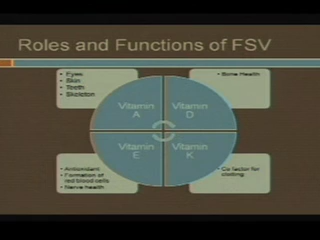 Roles and Functions of FSV
• Eyes
• Skin
• Teeth
• Skeleton
• Bone Health
Vitamin
A
Vitamin
D
Vitamin
E
Vitamin
K
• Antioxidant
• Formation of
red blood cells
• Nerve health
• Co factor for
clotting